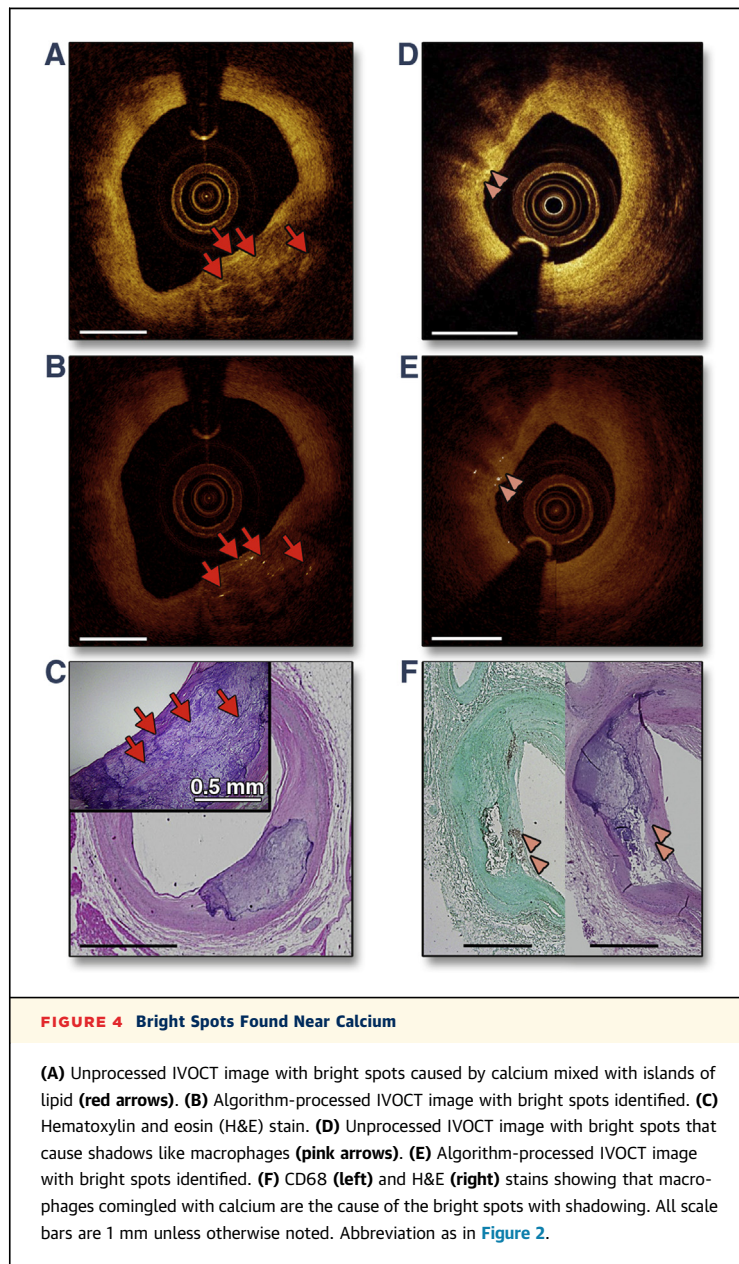 A
D
B
E
C
0.5 mm
F
FIGURE 4 Bright Spots Found Near Calcium
(A) Unprocessed IVOCT image with bright spots caused by calcium mixed with islands of
lipid (red arrows). (B) Algorithm-processed IVOCT image with bright spots identified. (C)
Hematoxylin and eosin (H&E) stain. (D) Unprocessed IVOCT image with bright spots that
cause shadows like macrophages (pink arrows). (E) Algorithm-processed IVOCT image
with bright spots identified. (F) CD68 (left) and H&E (right) stains showing that macro-
phages comingled with calcium are the cause of the bright spots with shadowing. All scale
bars are 1 mm unless otherwise noted. Abbreviation as in Figure 2.